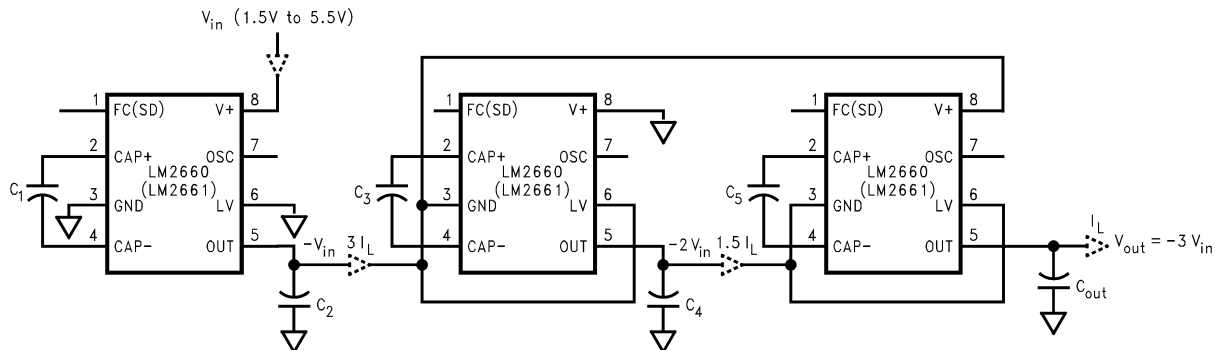 V_in (1.5V to 5.5V)
1 FC(SD) V+ 8
2 CAP+ OSC 7
LM2660
(LM2661)
3 GND LV 6
4 CAP- OUT 5
C_1
-V_in 3 I_L
C_2
1 FC(SD) V+ 8
2 CAP+ OSC 7
LM2660
(LM2661)
3 GND LV 6
4 CAP- OUT 5
C_3
-2 V_in 1.5 I_L
C_4
1 FC(SD) V+ 8
2 CAP+ OSC 7
LM2660
(LM2661)
3 GND LV 6
4 CAP- OUT 5
C_5
I_L
V_out = -3 V_in
C_out